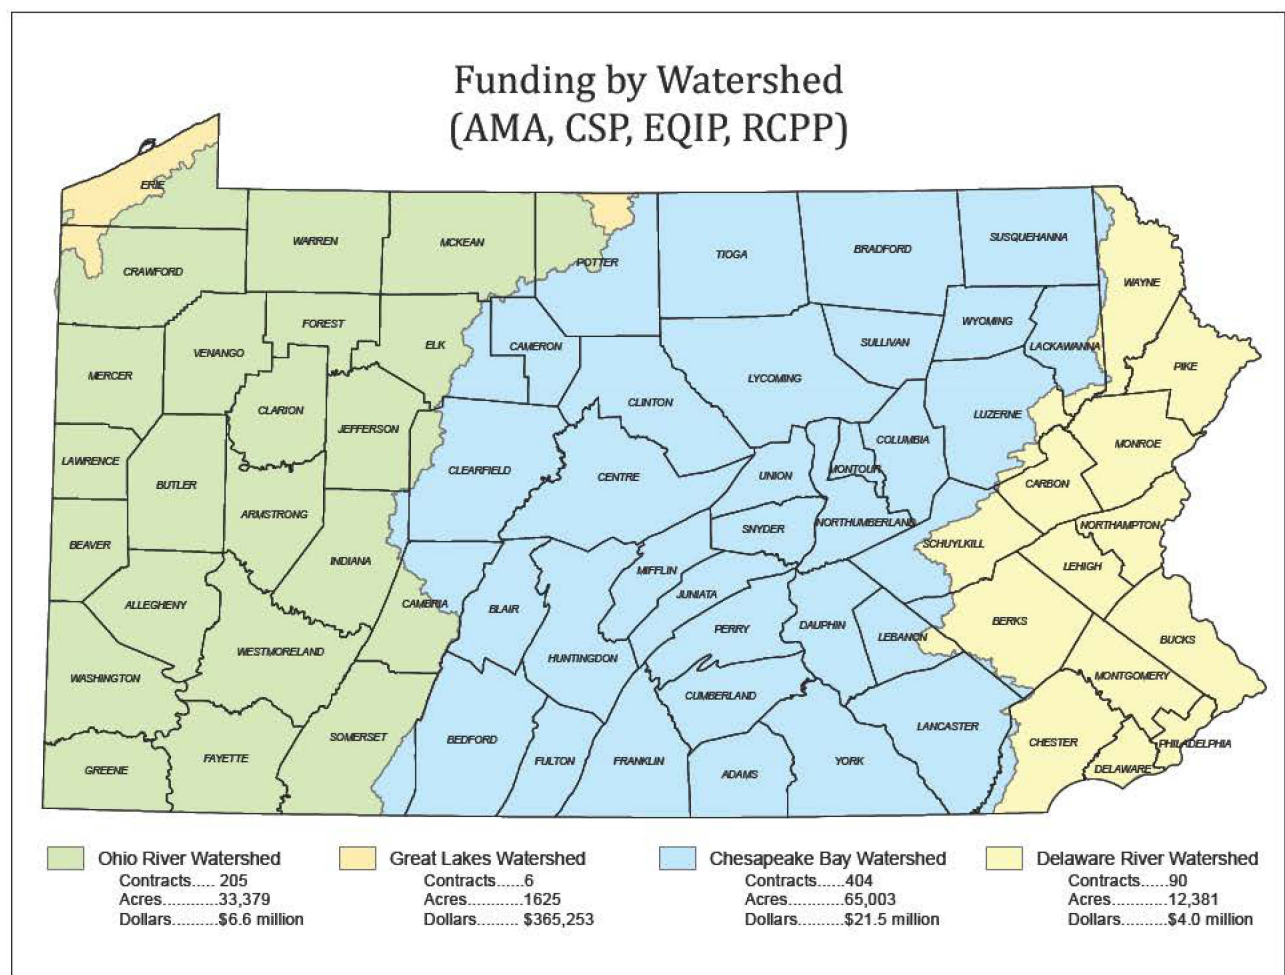 Funding by Watershed
(AMA, CSP, EQIP, RCPP)
ERIE
WARREN
MCKEAN
POTTER
TIOGA
BRADFORD
SUSQUEHANNA
WAYNE
CRAWFORD
FOREST
ELK
CAMERON
SULLIVAN
WYOMING
LACKAWANNA
PIKE
VENANGO
MERCER
CLARION
JEFFERSON
LYCOMING
CLINTON
LUZERNE
COLUMBIA
MONROE
LAWRENCE
BUTLER
CLEARFIELD
CENTRE
UNION
MONTOUR
CARBON
ARMSTRONG
SNYDER
NORTHUMBERLAND
NORTHAMPTON
BEAVER
INDIANA
SCHUYLKILL
MIFFLIN
LEHIGH
ALLEGHENY
CAMBRIA
BLAIR
JUNIATA
PERRY
DAUPHIN
LEBANON
BERKS
BUCKS
WESTMORELAND
HUNTINGDON
WASHINGTON
CUMBERLAND
MONTGOMERY
SOMERSET
BEDFORD
LANCASTER
CHESTER
PHILADELPHIA
GREENE
FAYETTE
FULTON
FRANKLIN
ADAMS
YORK
DELAWARE
Ohio River Watershed
Contracts..... 205
Acres...........33,379
Dollars..........$6.6 million
Great Lakes Watershed
Contracts.....6
Acres...........1625
Dollars......... $365,253
Chesapeake Bay Watershed
Contracts.....404
Acres............65,003
Dollars..........$21.5 million
Delaware River Watershed
Contracts.....90
Acres...........12,381
Dollars..........$4.0 million